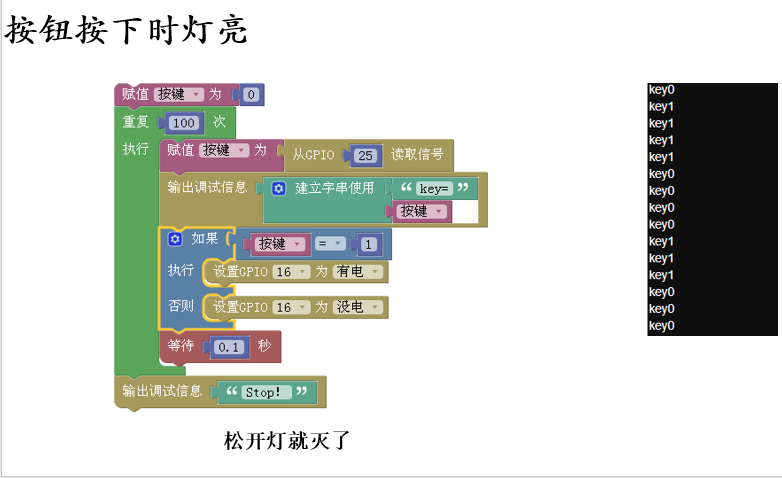 按钮按下时灯亮
赋值 按键 为 0
重复 100 次
执行 赋值 按键 为 从GPIO 25 读取信号
输出调试信息 建立字串使用 “ key= ”
按键
如果 按键 = 1
执行 设置GPIO 16 为 有电
否则 设置GPIO 16 为 没电
等待 0.1 秒
输出调试信息 “ Stop! ”
松开灯就灭了
key0
key1
key1
key1
key1
key0
key0
key0
key0
key1
key1
key1
key0
key0
key0